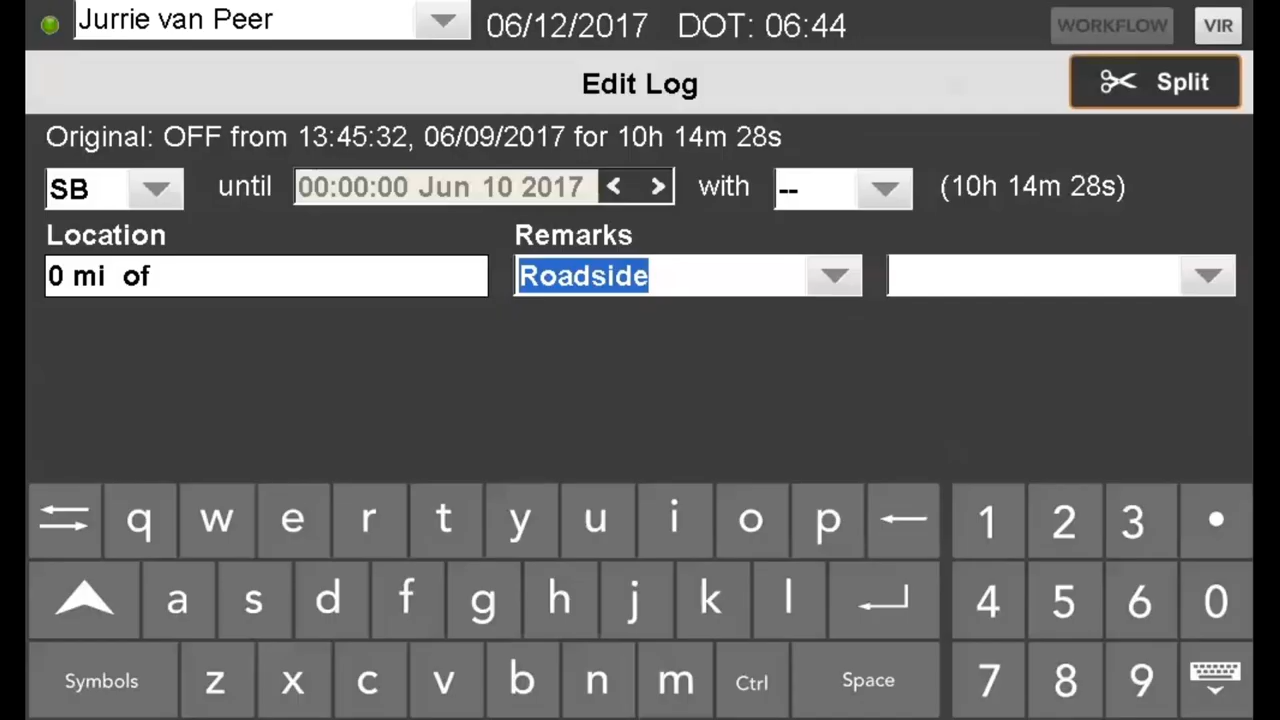 Jurrie van Peer 06/12/2017 DOT: 06:44 WORKFLOW VIR
Edit Log Split
Original: OFF from 13:45:32, 06/09/2017 for 10h 14m 28s
SB until 00:00:00 Jun 10 2017 < > with -- (10h 14m 28s)
Location Remarks
0 mi of Roadside
q w e r t y u i o p 1 2 3 •
a s d f g h j k l 4 5 6 0
Symbols z x c v b n m Ctrl Space 7 8 9